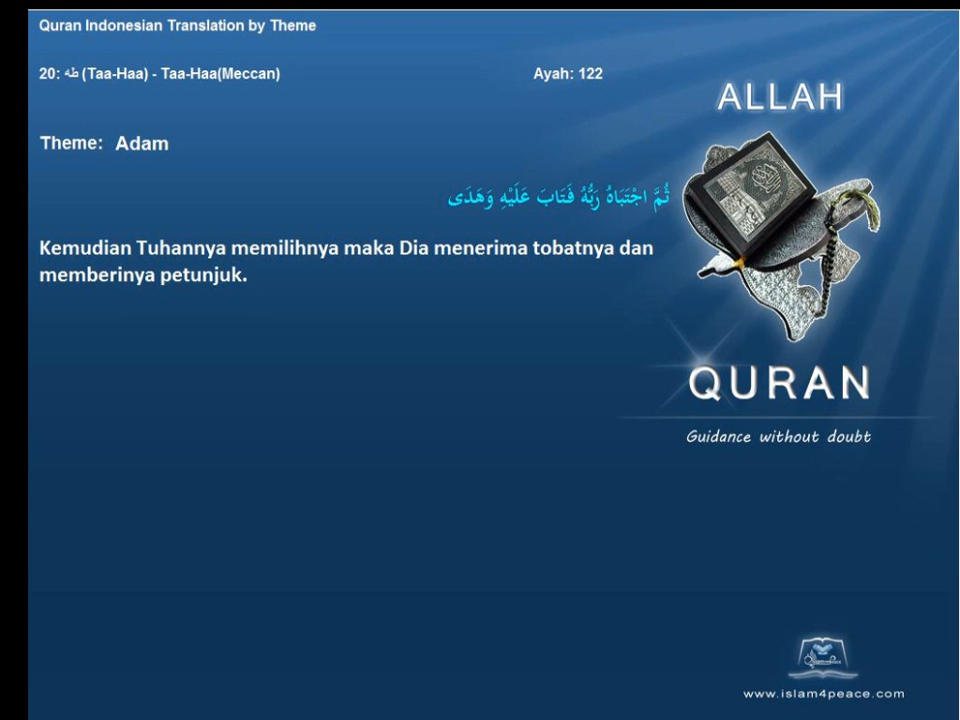 Quran Indonesian Translation by Theme
20: طه (Taa-Haa) - Taa-Haa(Meccan)
Ayah: 122
Theme: Adam
ثُمَّ اجْتَبَاهُ رَبُّهُ فَتَابَ عَلَيْهِ وَهَدَى
Kemudian Tuhannya memilihnya maka Dia menerima tobatnya dan
memberinya petunjuk.
ALLAH
QURAN
Guidance without doubt
www.islam4peace.com